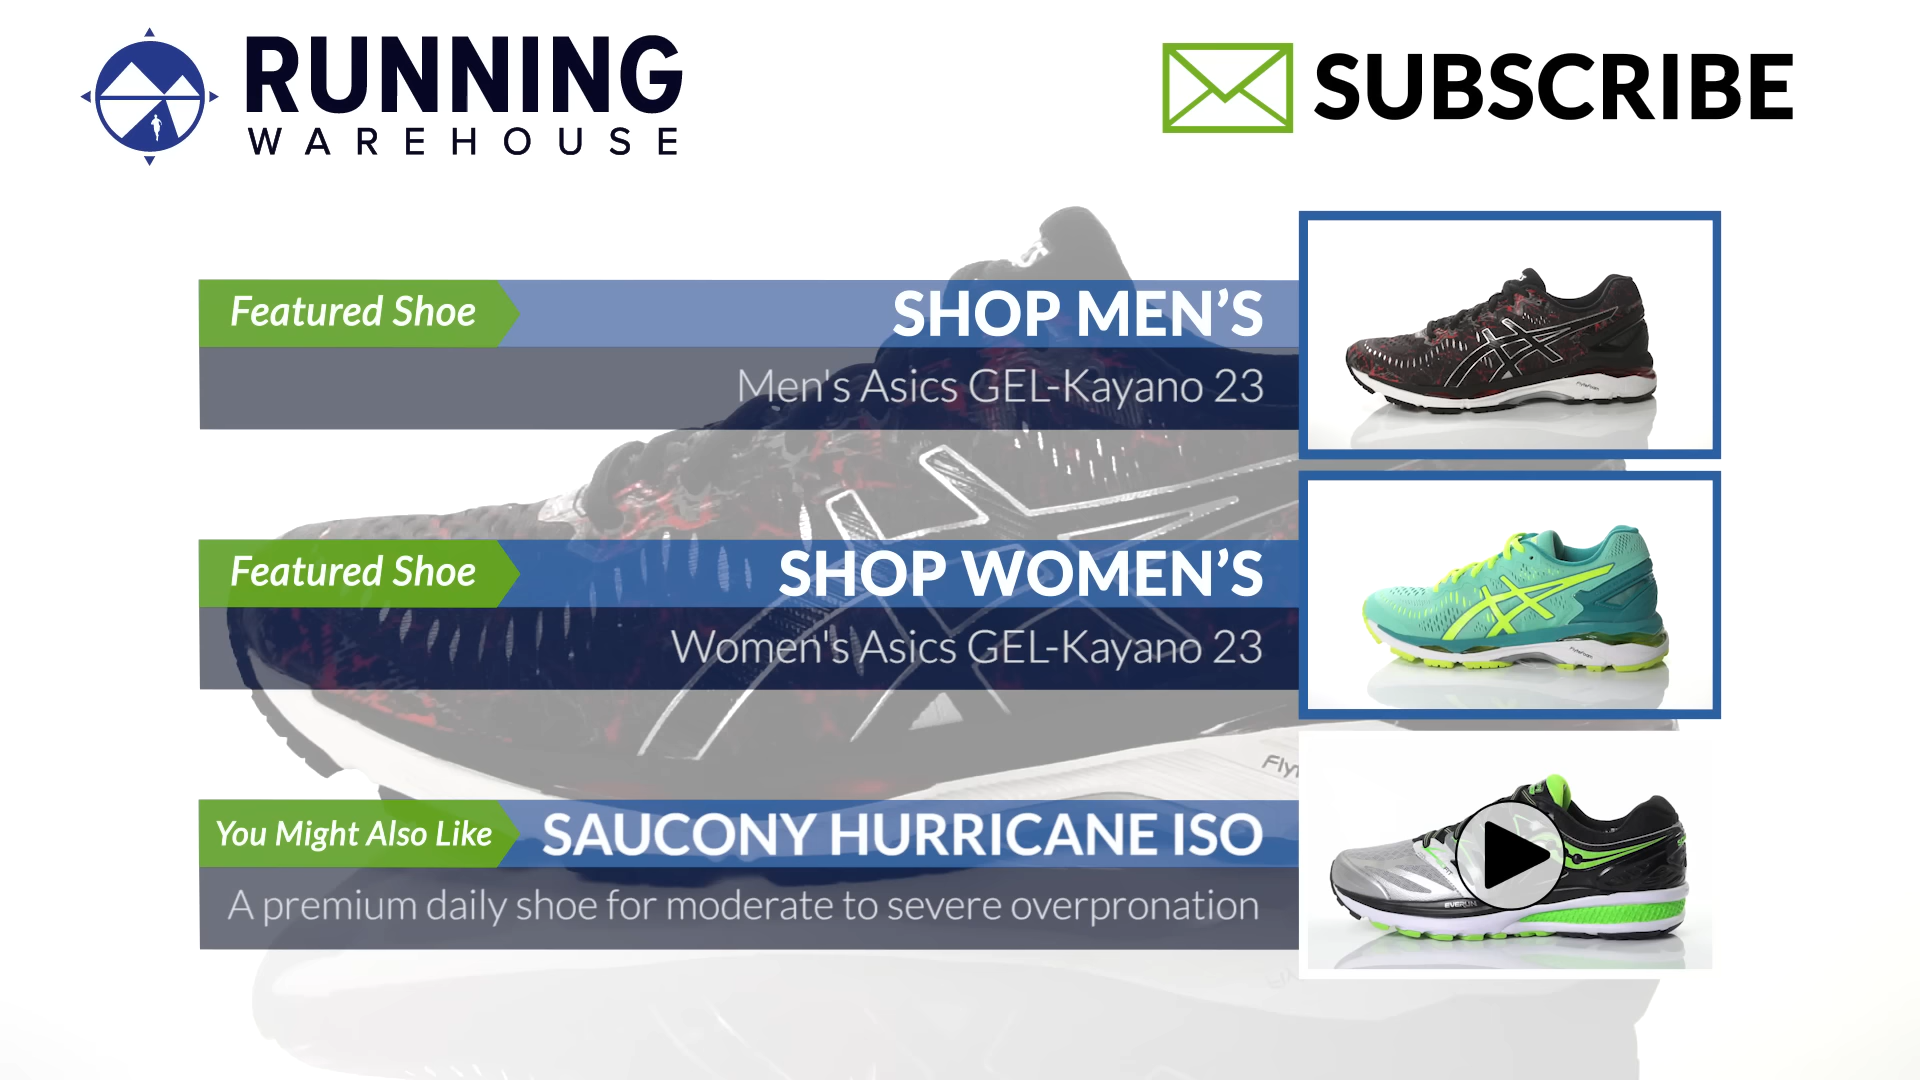 RUNNING
WAREHOUSE
SUBSCRIBE
Featured Shoe
SHOP MEN’S
Men's Asics GEL-Kayano 23
Featured Shoe
SHOP WOMEN’S
Women's Asics GEL-Kayano 23
You Might Also Like
SAUCONY HURRICANE ISO
A premium daily shoe for moderate to severe overpronation
EVERUN